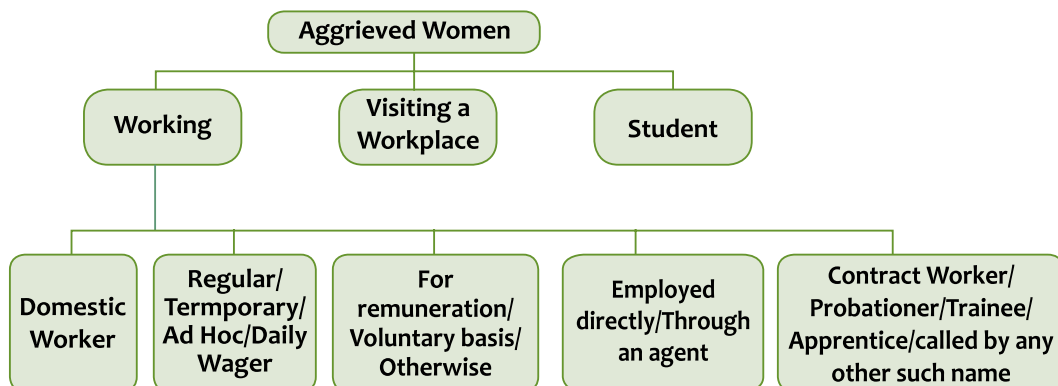 Aggrieved Women
Working
Visiting a
Workplace
Student
Domestic
Worker
Regular/
Termporary/
Ad Hoc/Daily
Wager
For
remuneration/
Voluntary basis/
Otherwise
Employed
directly/Through
an agent
Contract Worker/
Probationer/Trainee/
Apprentice/called by any
other such name